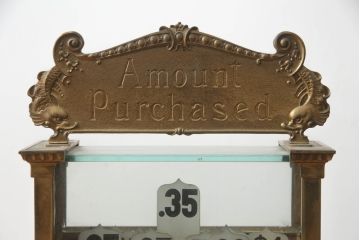 Amount
Purchased
.35